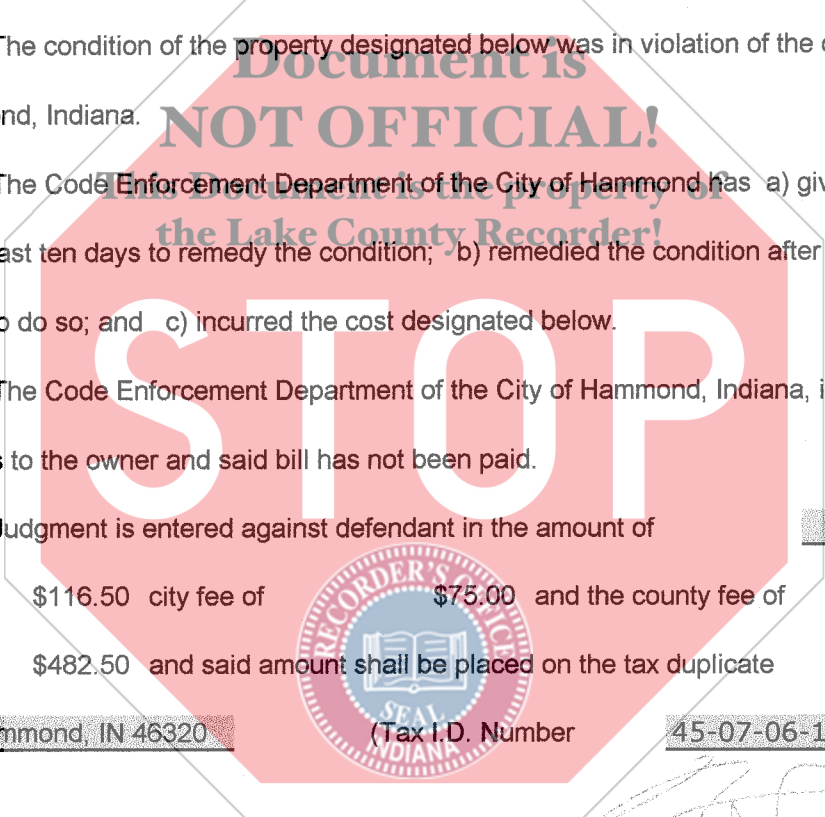 The condition of the property designated below was in violation of the
Document is
nd, Indiana.
NOT OFFICIAL!
The Code Enforcement Department of the City of Hammond has a) giv
This Document is the property of
the Lake County Recorder!
ast ten days to remedy the condition; b) remedied the condition after
o do so; and c) incurred the cost designated below.
STOP
The Code Enforcement Department of the City of Hammond, Indiana, i
s to the owner and said bill has not been paid.
Judgment is entered against defendant in the amount of
RECORDER'S OFFICE
$116.50 city fee of $75.00 and the county fee of
$482.50 and said amount shall be placed on the tax duplicate
SEAL
INDIANA
mmond, IN 46320 (Tax I.D. Number 45-07-06-1